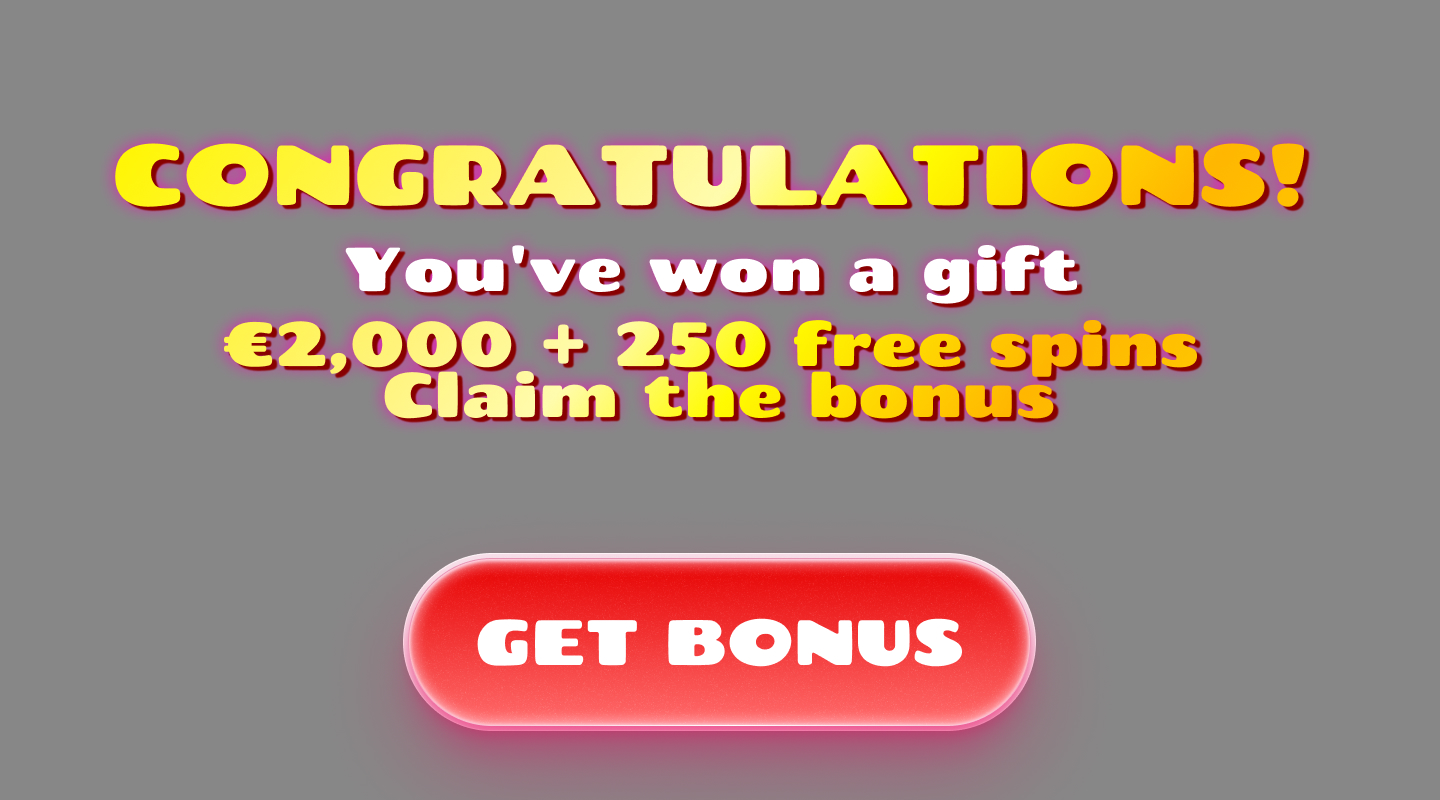 CONGRATULATIONS!
You've won a gift
€2,000 + 250 free spins
Claim the bonus
GET BONUS